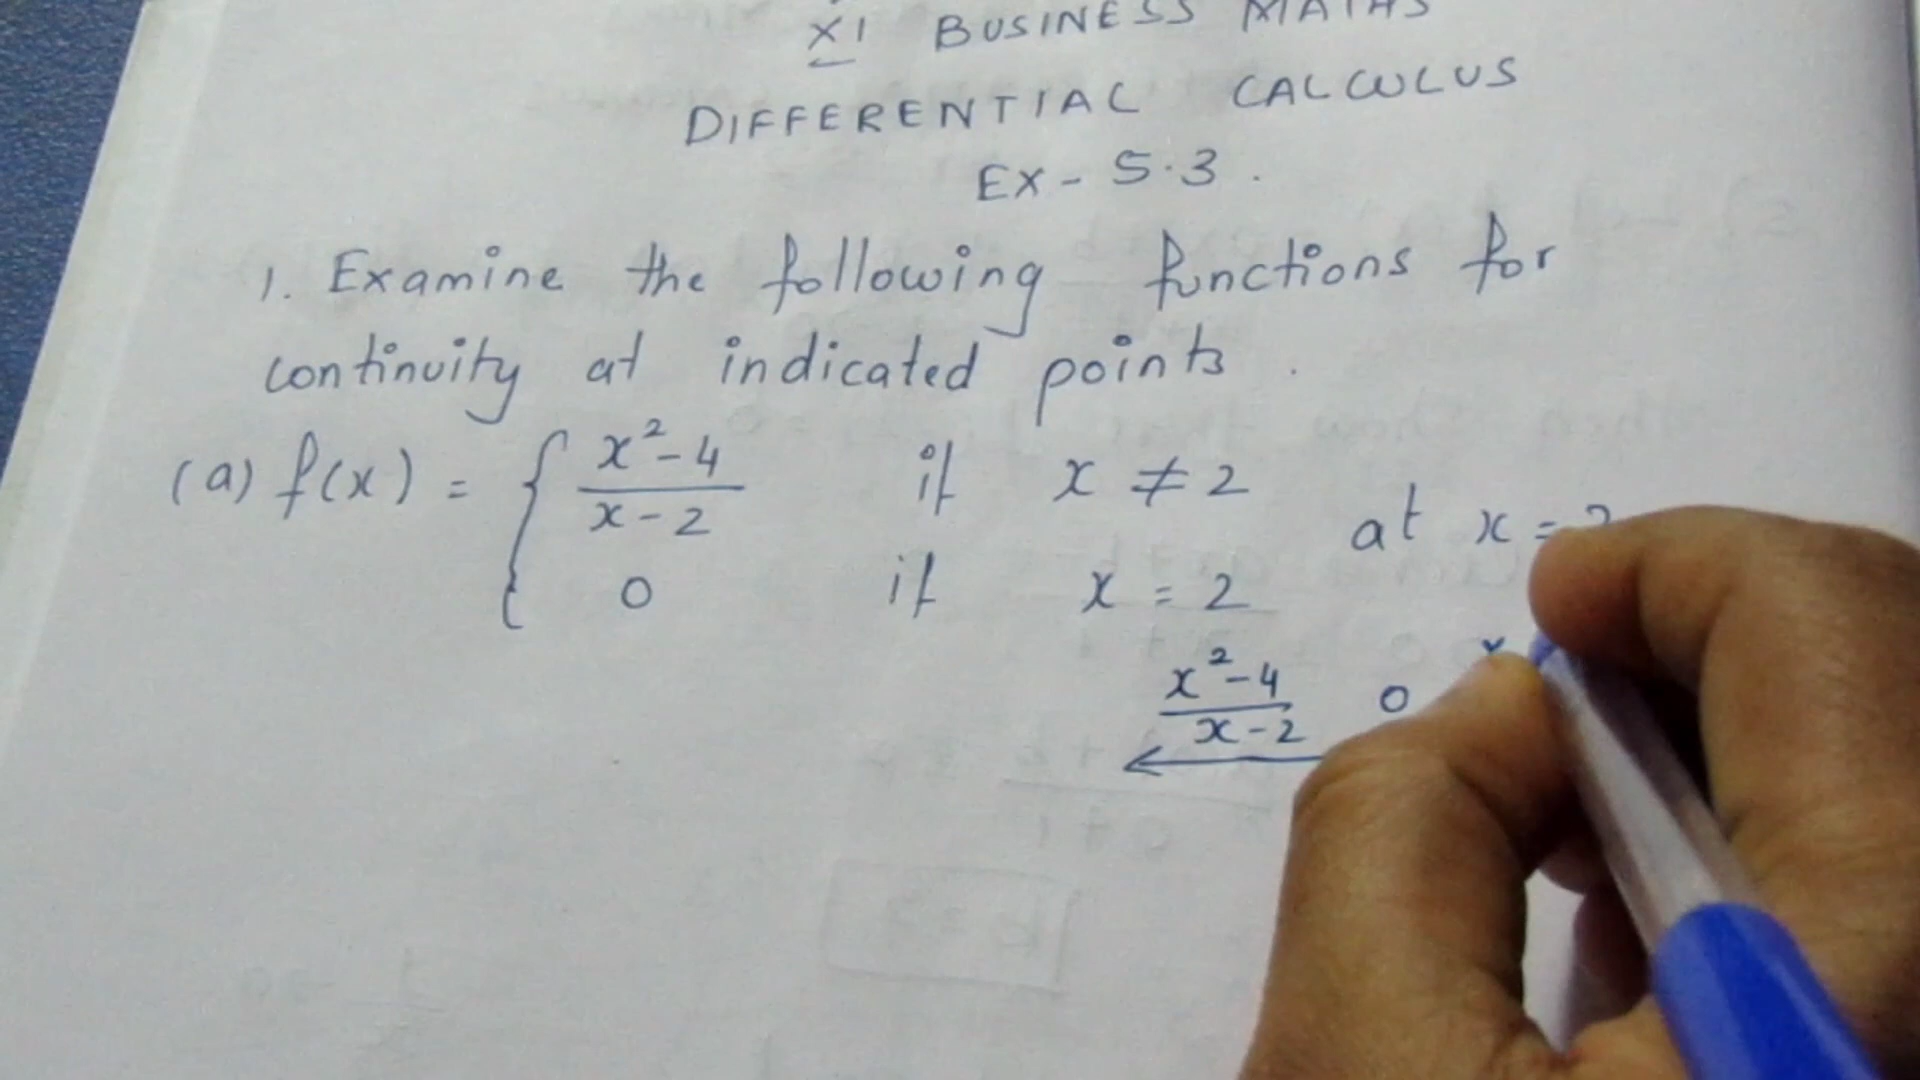 XI BUSINESS MATHS
DIFFERENTIAL CALCULUS
EX - 5.3.
1. Examine the following functions for
continuity at indicated points.
(a) f(x) = { x²-4 / x-2 if x ≠ 2
at x =
0 if x = 2
x²-4 / x-2 0